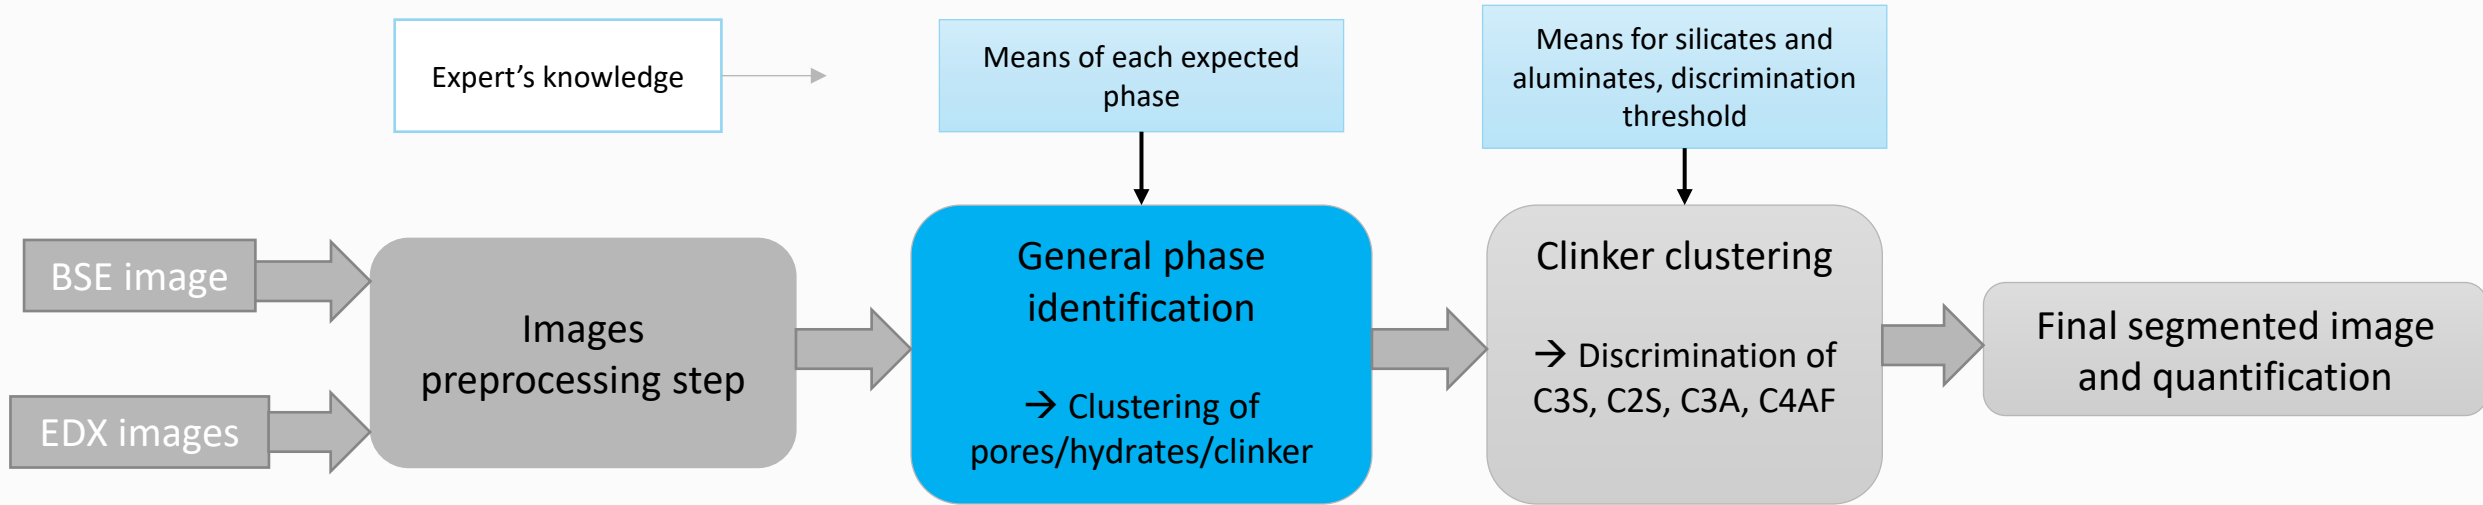 Expert’s knowledge
Means of each expected
phase
Means for silicates and
aluminates, discrimination
threshold
BSE image
EDX images
Images
preprocessing step
General phase
identification
→ Clustering of
pores/hydrates/clinker
Clinker clustering
→ Discrimination of
C3S, C2S, C3A, C4AF
Final segmented image
and quantification